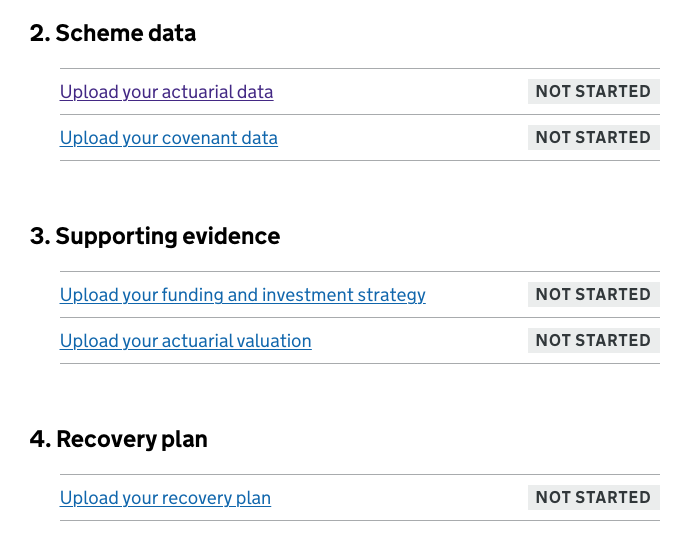 2. Scheme data
Upload your actuarial data NOT STARTED
Upload your covenant data NOT STARTED
3. Supporting evidence
Upload your funding and investment strategy NOT STARTED
Upload your actuarial valuation NOT STARTED
4. Recovery plan
Upload your recovery plan NOT STARTED